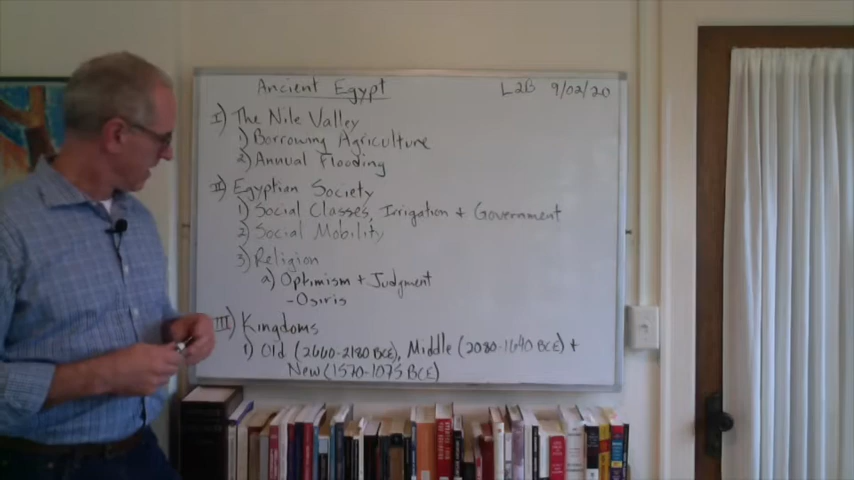 Ancient Egypt
L2B 9/02/20
I) The Nile Valley
1) Borrowing Agriculture
2) Annual Flooding
II) Egyptian Society
1) Social Classes, Irrigation + Government
2) Social Mobility
3) Religion
a) Optimism + Judgment
- Osiris
III) Kingdoms
1) Old (2660-2180 BCE), Middle (2080-1640 BCE) +
New (1570-1075 BCE)